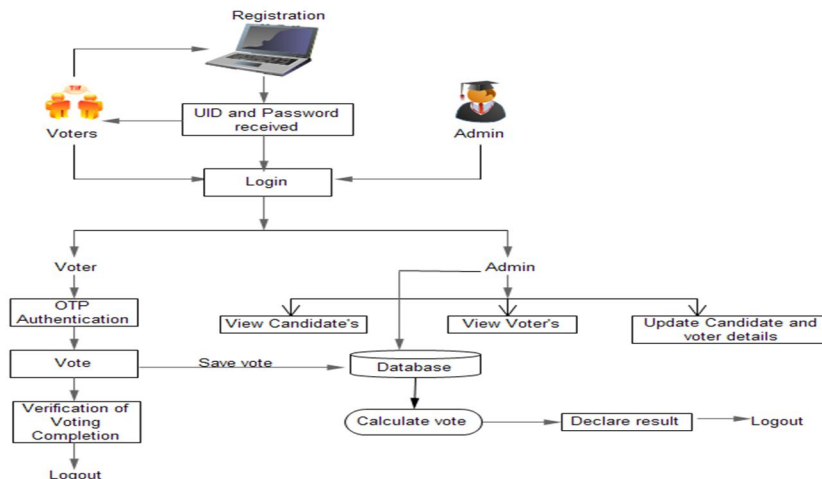 Registration
UID and Password
received
Voters
Admin
Login
Voter
Admin
OTP
Authentication
View Candidate's
View Voter's
Update Candidate and
voter details
Vote
Save vote
Database
Verification of
Voting
Completion
Calculate vote
Declare result
Logout
Logout